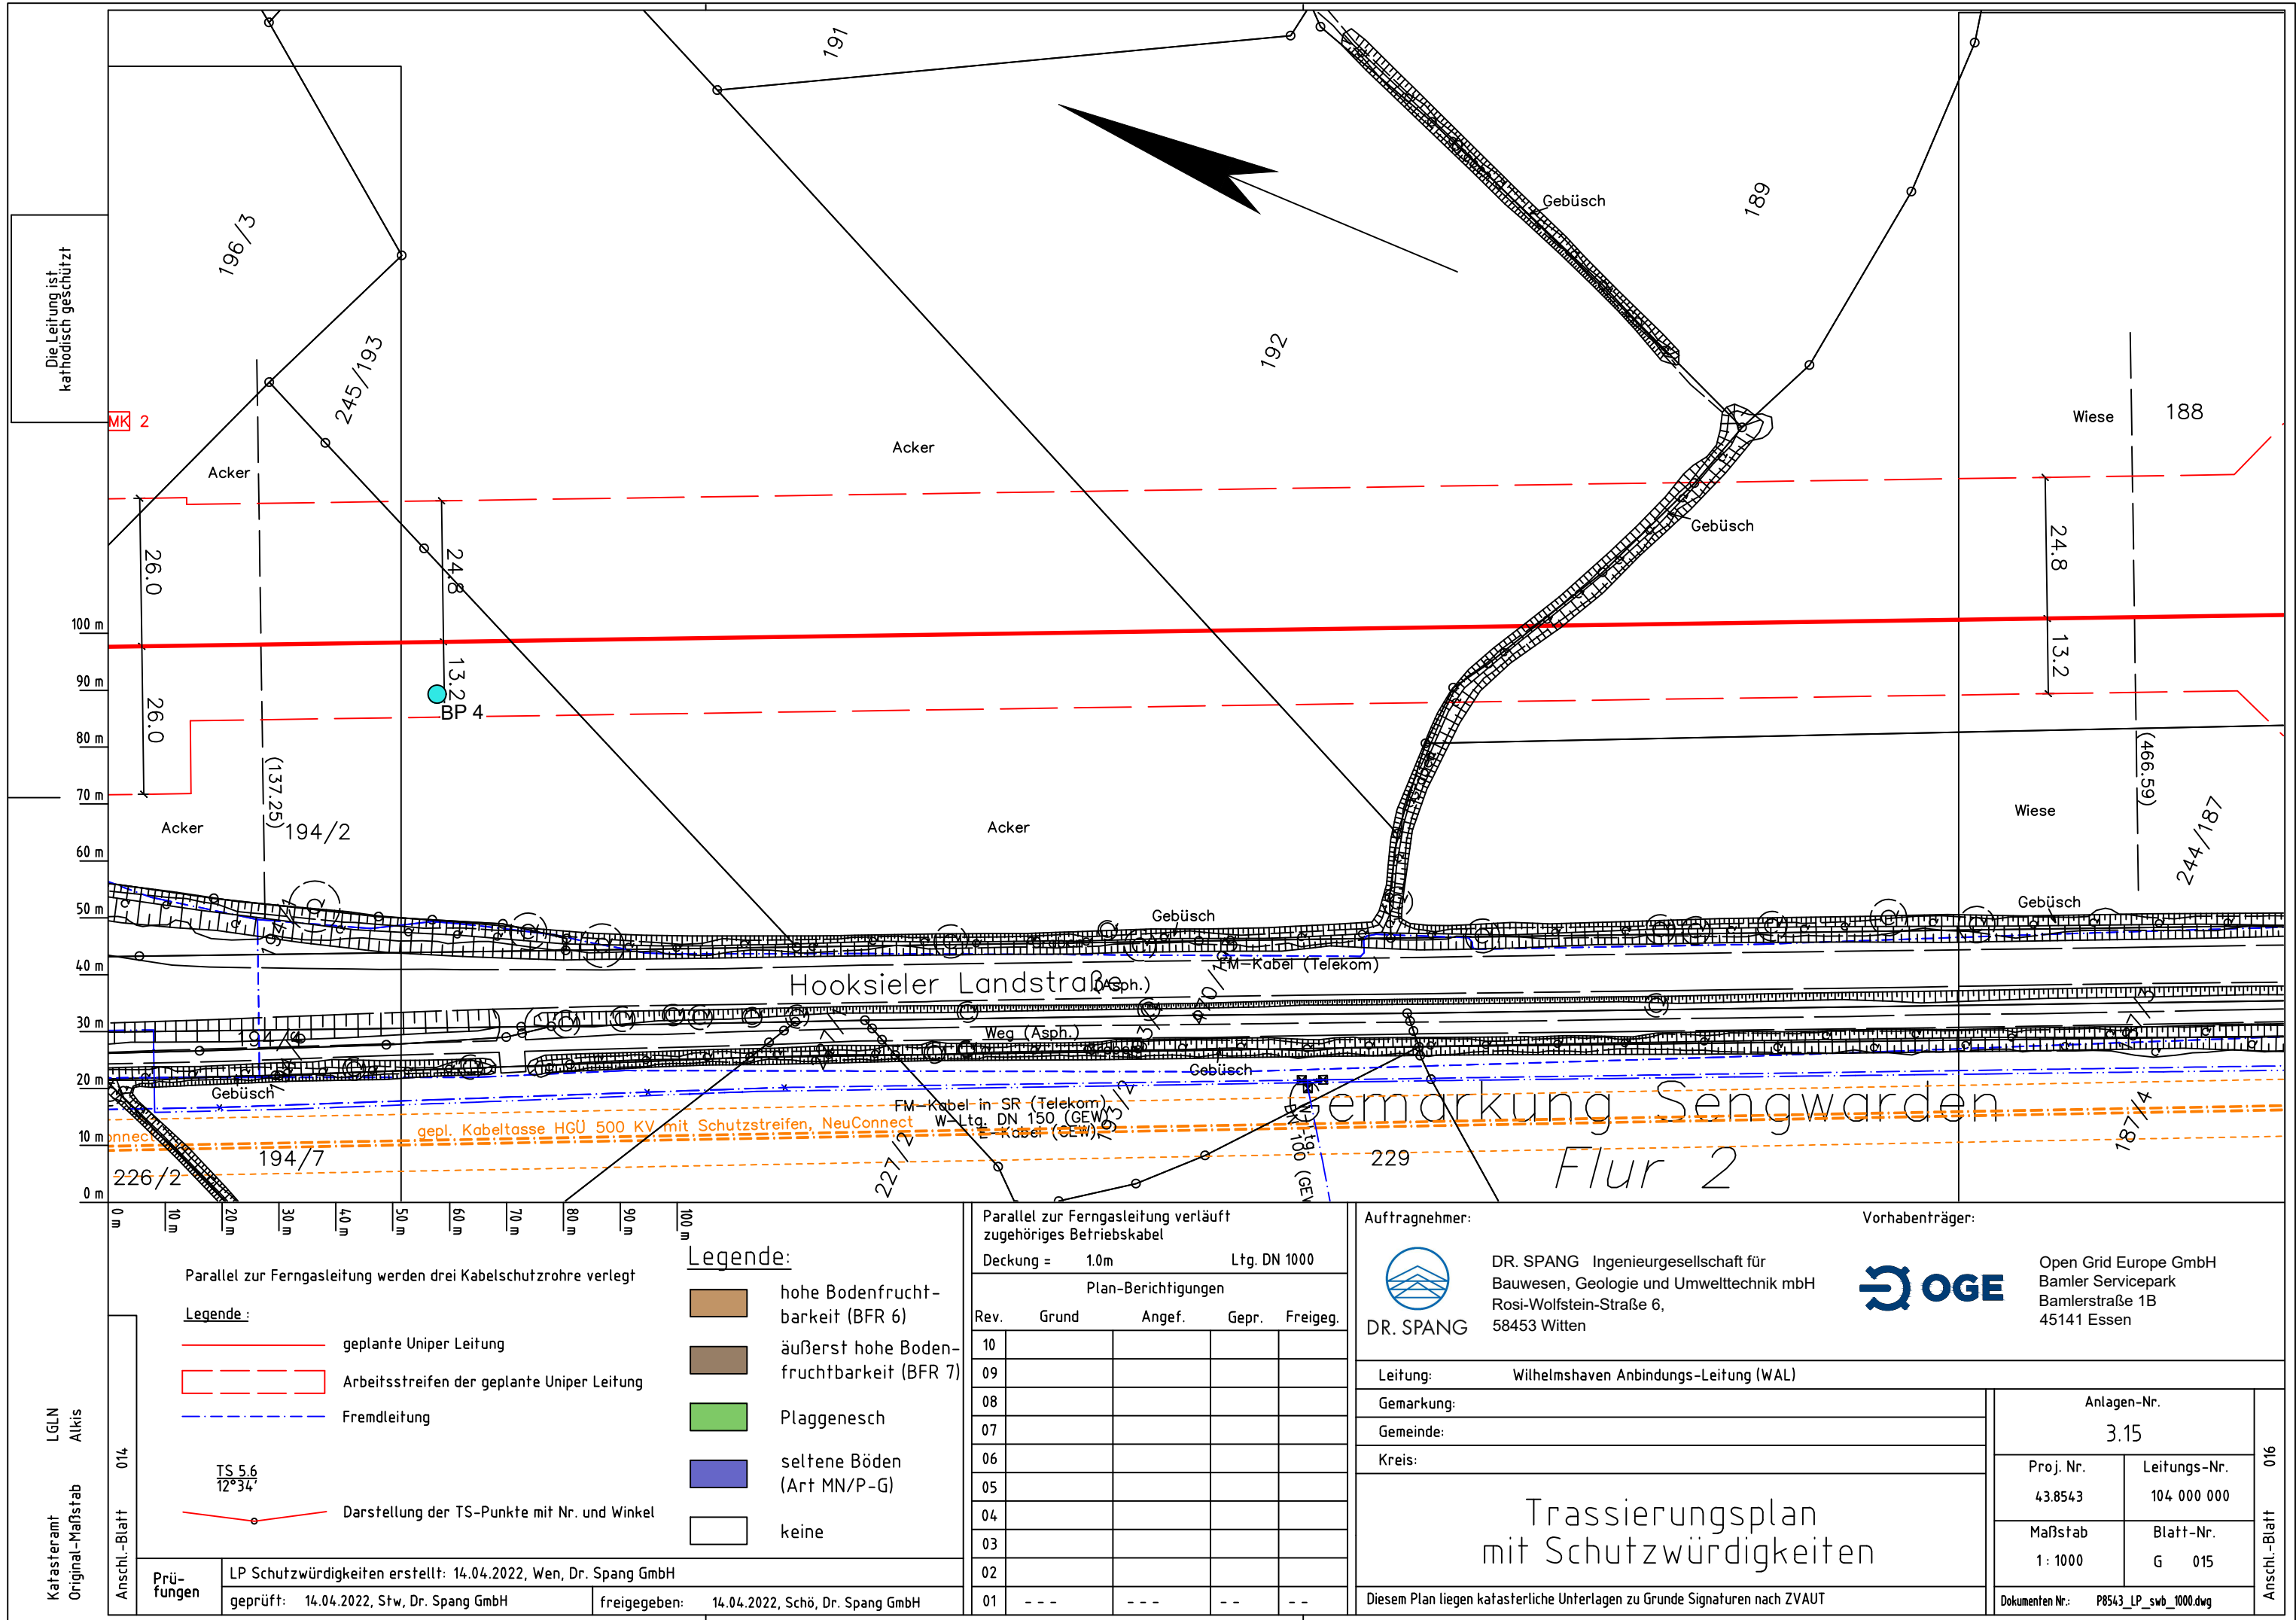 191
196/3
Die Leitung ist
kathodisch geschützt
Gebüsch
189
245/193
192
MK 2
Acker
Acker
Wiese
188
Gebüsch
26.0
24.8
24.8
100 m
13.2
13.2
90 m
BP 4
26.0
80 m
(137.25)
(466.59)
70 m
Acker
194/2
Acker
Wiese
244/187
60 m
50 m
Gebüsch
Gebüsch
40 m
FM-Kabel (Telekom)
Hooksieler Landstraße
(Asph.)
30 m
Weg (Asph.)
20 m
Gebüsch
Gebüsch
FM-Kabel in SR (Telekom)
W-Ltg. DN 150 (GEW)
E-Kabel (GEW)
193/2
Gemarkung Sengwarden
gepl. Kabeltasse HGÜ 500 KV mit Schutzstreifen, NeuConnect
10 m
187/4
194/7
226/2
227/2
229
Flur 2
0 m
0 m
10 m
20 m
30 m
40 m
50 m
60 m
70 m
80 m
90 m
100 m
Parallel zur Ferngasleitung werden drei Kabelschutzrohre verlegt
Legende :
geplante Uniper Leitung
Arbeitsstreifen der geplante Uniper Leitung
Fremdleitung
TS 5.6
12°34'
Darstellung der TS-Punkte mit Nr. und Winkel
Legende:
hohe Bodenfrucht-
barkeit (BFR 6)
äußerst hohe Boden-
fruchtbarkeit (BFR 7)
Plaggenesch
seltene Böden
(Art MN/P-G)
keine
Katasteramt LGLN
Original-Maßstab Alkis
Anschl.-Blatt 014
Prü-
fungen
LP Schutzwürdigkeiten erstellt: 14.04.2022, Wen, Dr. Spang GmbH
geprüft: 14.04.2022, Stw, Dr. Spang GmbH
freigegeben: 14.04.2022, Schö, Dr. Spang GmbH
Parallel zur Ferngasleitung verläuft
zugehöriges Betriebskabel
Deckung = 1.0m Ltg. DN 1000
Plan-Berichtigungen
Rev. Grund Angef. Gepr. Freigeg.
10
09
08
07
06
05
04
03
02
01 - - - - - - - - - -
Auftragnehmer:
DR. SPANG
DR. SPANG Ingenieurgesellschaft für
Bauwesen, Geologie und Umwelttechnik mbH
Rosi-Wolfstein-Straße 6,
58453 Witten
Vorhabenträger:
OGE
Open Grid Europe GmbH
Bamler Servicepark
Bamlerstraße 1B
45141 Essen
Leitung: Wilhelmshaven Anbindungs-Leitung (WAL)
Gemarkung:
Gemeinde:
Kreis:
Trassierungsplan
mit Schutzwürdigkeiten
Diesem Plan liegen katasterliche Unterlagen zu Grunde Signaturen nach ZVAUT
Anlagen-Nr.
3.15
Proj. Nr. Leitungs-Nr.
43.8543 104 000 000
Maßstab Blatt-Nr.
1 : 1000 G 015
Dokumenten Nr.: P8543_LP_swb_1000.dwg
Anschl.-Blatt 016